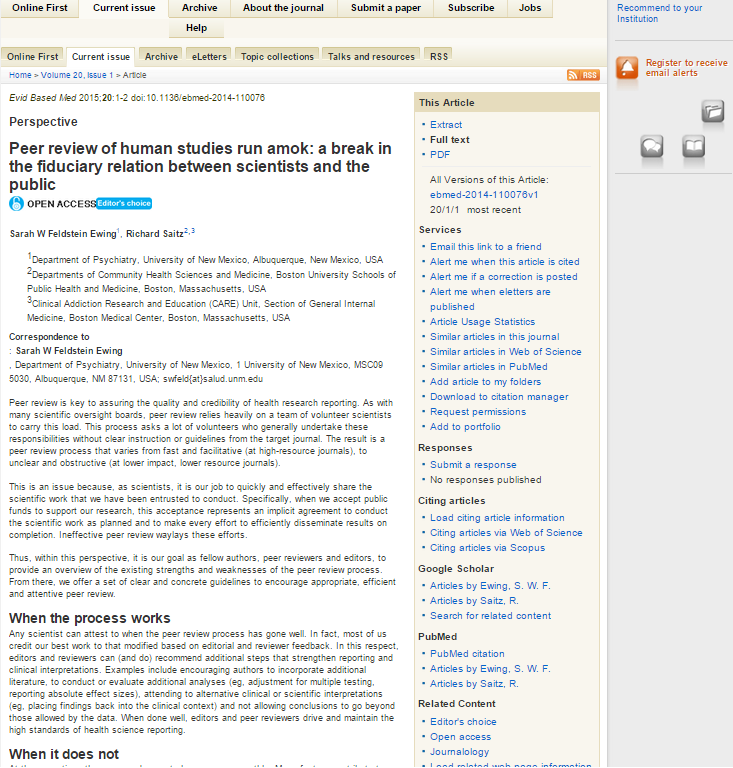 Online First Current issue Archive About the journal Submit a paper Subscribe Jobs
Help
Online First Current issue Archive eLetters Topic collections Talks and resources RSS
Home > Volume 20, Issue 1 > Article
RSS
Evid Based Med 2015;20:1-2 doi:10.1136/ebmed-2014-110076
Perspective
Peer review of human studies run amok: a break in
the fiduciary relation between scientists and the
public
OPEN ACCESS Editor's choice
Sarah W Feldstein Ewing1, Richard Saitz2,3
1Department of Psychiatry, University of New Mexico, Albuquerque, New Mexico, USA
2Departments of Community Health Sciences and Medicine, Boston University Schools of
Public Health and Medicine, Boston, Massachusetts, USA
3Clinical Addiction Research and Education (CARE) Unit, Section of General Internal
Medicine, Boston Medical Center, Boston, Massachusetts, USA
Correspondence to
: Sarah W Feldstein Ewing
, Department of Psychiatry, University of New Mexico, 1 University of New Mexico, MSC09
5030, Albuquerque, NM 87131, USA; swfeld{at}salud.unm.edu
Peer review is key to assuring the quality and credibility of health research reporting. As with
many scientific oversight boards, peer review relies heavily on a team of volunteer scientists
to carry this load. This process asks a lot of volunteers who generally undertake these
responsibilities without clear instruction or guidelines from the target journal. The result is a
peer review process that varies from fast and facilitative (at high-resource journals), to
unclear and obstructive (at lower impact, lower resource journals).
This is an issue because, as scientists, it is our job to quickly and effectively share the
scientific work that we have been entrusted to conduct. Specifically, when we accept public
funds to support our research, this acceptance represents an implicit agreement to conduct
the scientific work as planned and to make every effort to efficiently disseminate results on
completion. Ineffective peer review waylays these efforts.
Thus, within this perspective, it is our goal as fellow authors, peer reviewers and editors, to
provide an overview of the existing strengths and weaknesses of the peer review process.
From there, we offer a set of clear and concrete guidelines to encourage appropriate, efficient
and attentive peer review.
When the process works
Any scientist can attest to when the peer review process has gone well. In fact, most of us
credit our best work to that modified based on editorial and reviewer feedback. In this respect,
editors and reviewers can (and do) recommend additional steps that strengthen reporting and
clinical interpretations. Examples include encouraging authors to incorporate additional
literature, to conduct or evaluate additional analyses (eg, adjustment for multiple testing,
reporting absolute effect sizes), attending to alternative clinical or scientific interpretations
(eg, placing findings back into the clinical context) and not allowing conclusions to go beyond
those allowed by the data. When done well, editors and peer reviewers drive and maintain the
high standards of health science reporting.
When it does not
This Article
Extract
Full text
PDF
All Versions of this Article:
ebmed-2014-110076v1
20/1/1 most recent
Services
Email this link to a friend
Alert me when this article is cited
Alert me if a correction is posted
Alert me when eletters are
published
Article Usage Statistics
Similar articles in this journal
Similar articles in Web of Science
Similar articles in PubMed
Add article to my folders
Download to citation manager
Request permissions
Add to portfolio
Responses
Submit a response
No responses published
Citing articles
Load citing article information
Citing articles via Web of Science
Citing articles via Scopus
Google Scholar
Articles by Ewing, S. W. F.
Articles by Saitz, R.
Search for related content
PubMed
PubMed citation
Articles by Ewing, S. W. F.
Articles by Saitz, R.
Related Content
Editor's choice
Open access
Journalology
Load related web page information
Recommend to your
Institution
Register to receive
email alerts